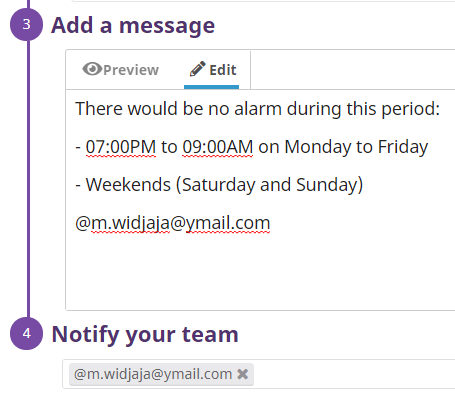 3 Add a message
Preview Edit
There would be no alarm during this period:
- 07:00PM to 09:00AM on Monday to Friday
- Weekends (Saturday and Sunday)
@m.widjaja@ymail.com
4 Notify your team
@m.widjaja@ymail.com ✖